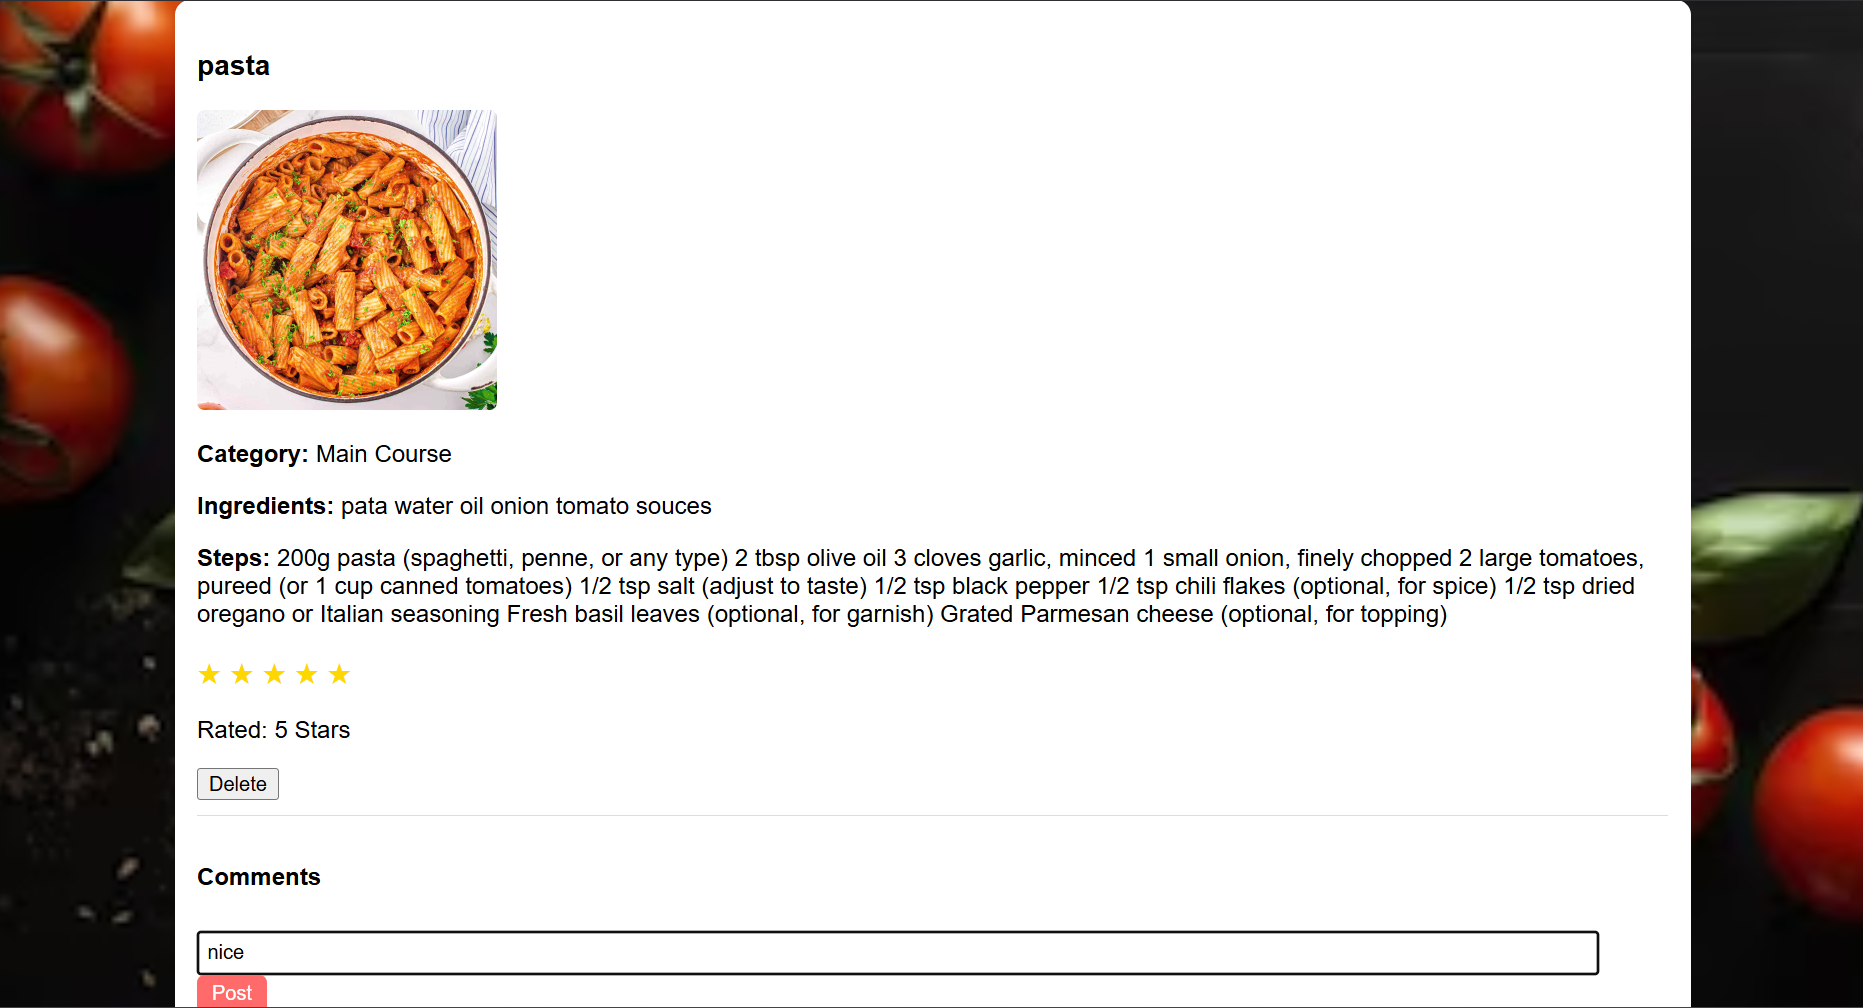 pasta
Category: Main Course
Ingredients: pata water oil onion tomato souces
Steps: 200g pasta (spaghetti, penne, or any type) 2 tbsp olive oil 3 cloves garlic, minced 1 small onion, finely chopped 2 large tomatoes,
pureed (or 1 cup canned tomatoes) 1/2 tsp salt (adjust to taste) 1/2 tsp black pepper 1/2 tsp chili flakes (optional, for spice) 1/2 tsp dried
oregano or Italian seasoning Fresh basil leaves (optional, for garnish) Grated Parmesan cheese (optional, for topping)
★ ★ ★ ★ ★
Rated: 5 Stars
Delete
Comments
nice
Post